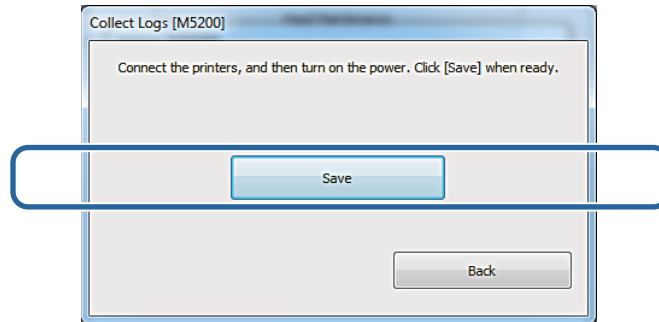 Collect Logs [M5200]
Connect the printers, and then turn on the power. Click [Save] when ready.
Save
Back